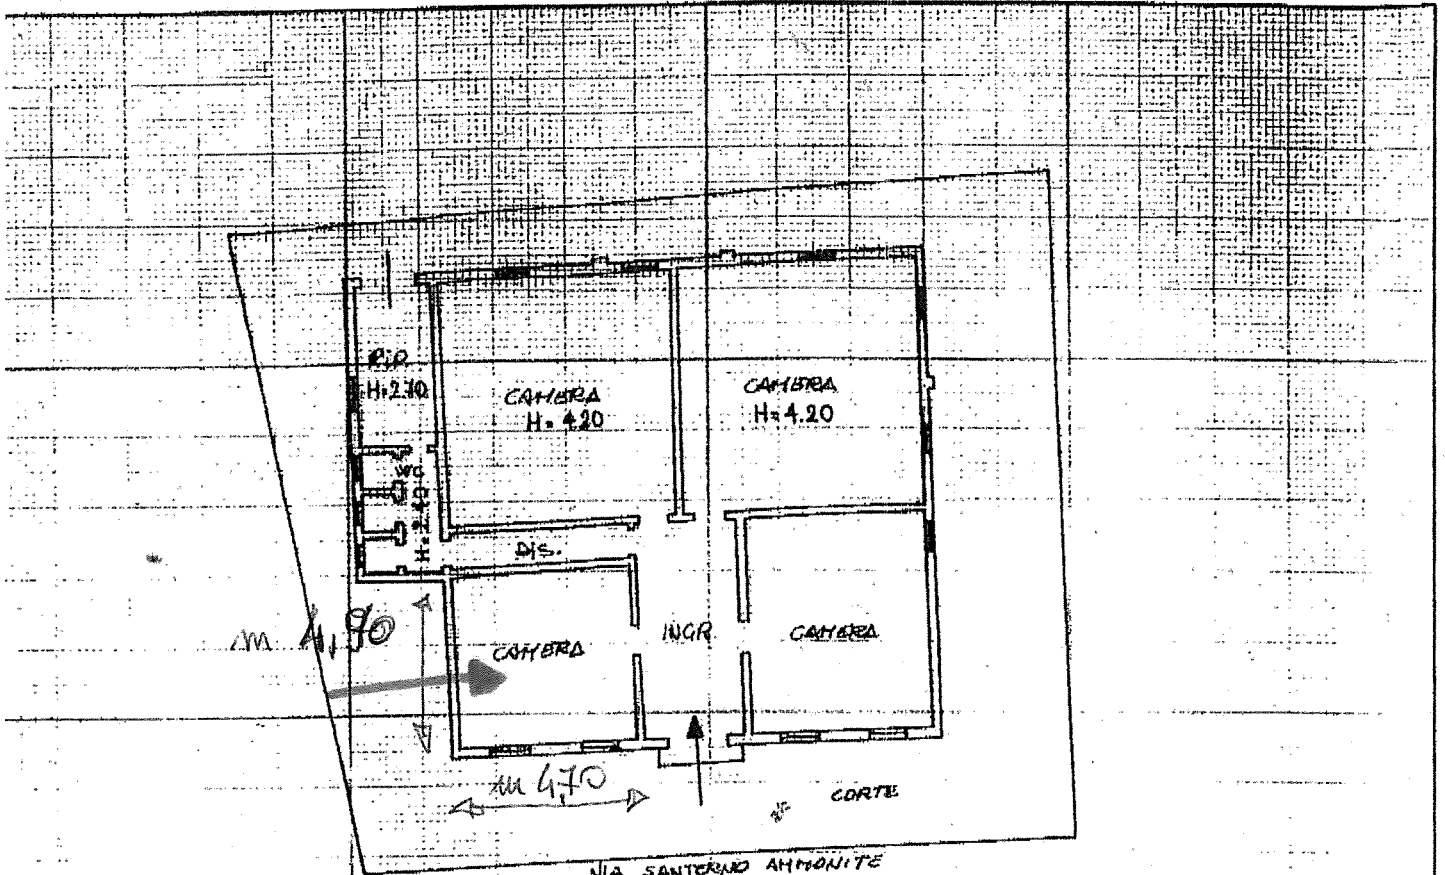 RiP.
H=2.70
CAMERA
H= 4.20
CAMERA
H=4.20
WC
H=2.40
Dis.
m 4,90
CAMERA
INGR.
CAMERA
m 4,70
CORTE
VIA SANTERNO AMMONITE